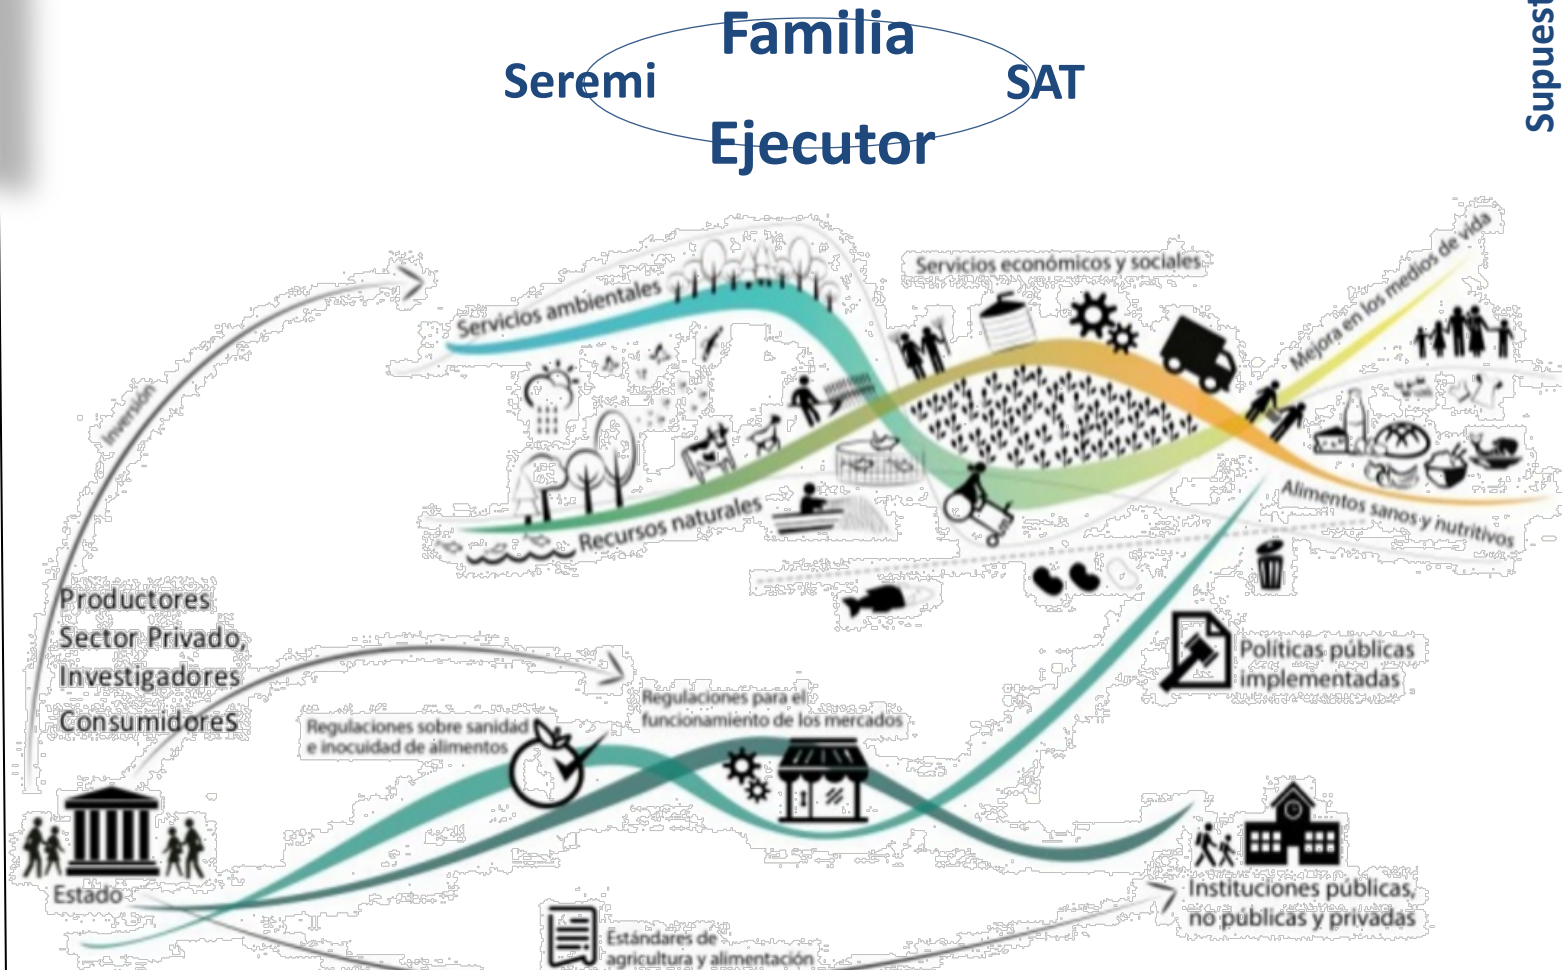 Familia
Seremi
SAT
Ejecutor
Supuest
Servicios económicos y sociales
Mejora en los medios de vida
Servicios ambientales
Inversión
Recursos naturales
Alimentos sanos y nutritivos
Productores
Sector Privado,
Investigadores
Consumidores
Políticas públicas
implementadas
Regulaciones para el
funcionamiento de los mercados
Regulaciones sobre sanidad
e inocuidad de alimentos
Estado
Instituciones públicas,
no públicas y privadas
Estándares de
agricultura y alimentación